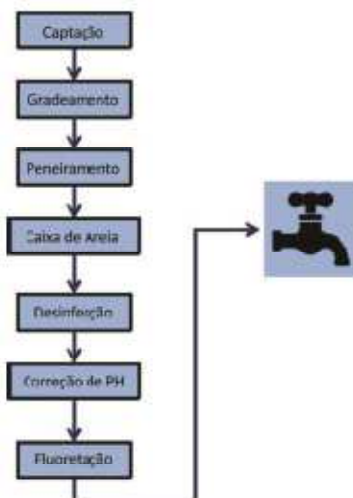 Captação
Gradeamento
Peneiramento
Caixa de Areia
Desinfecção
Correção de PH
Fluoretação